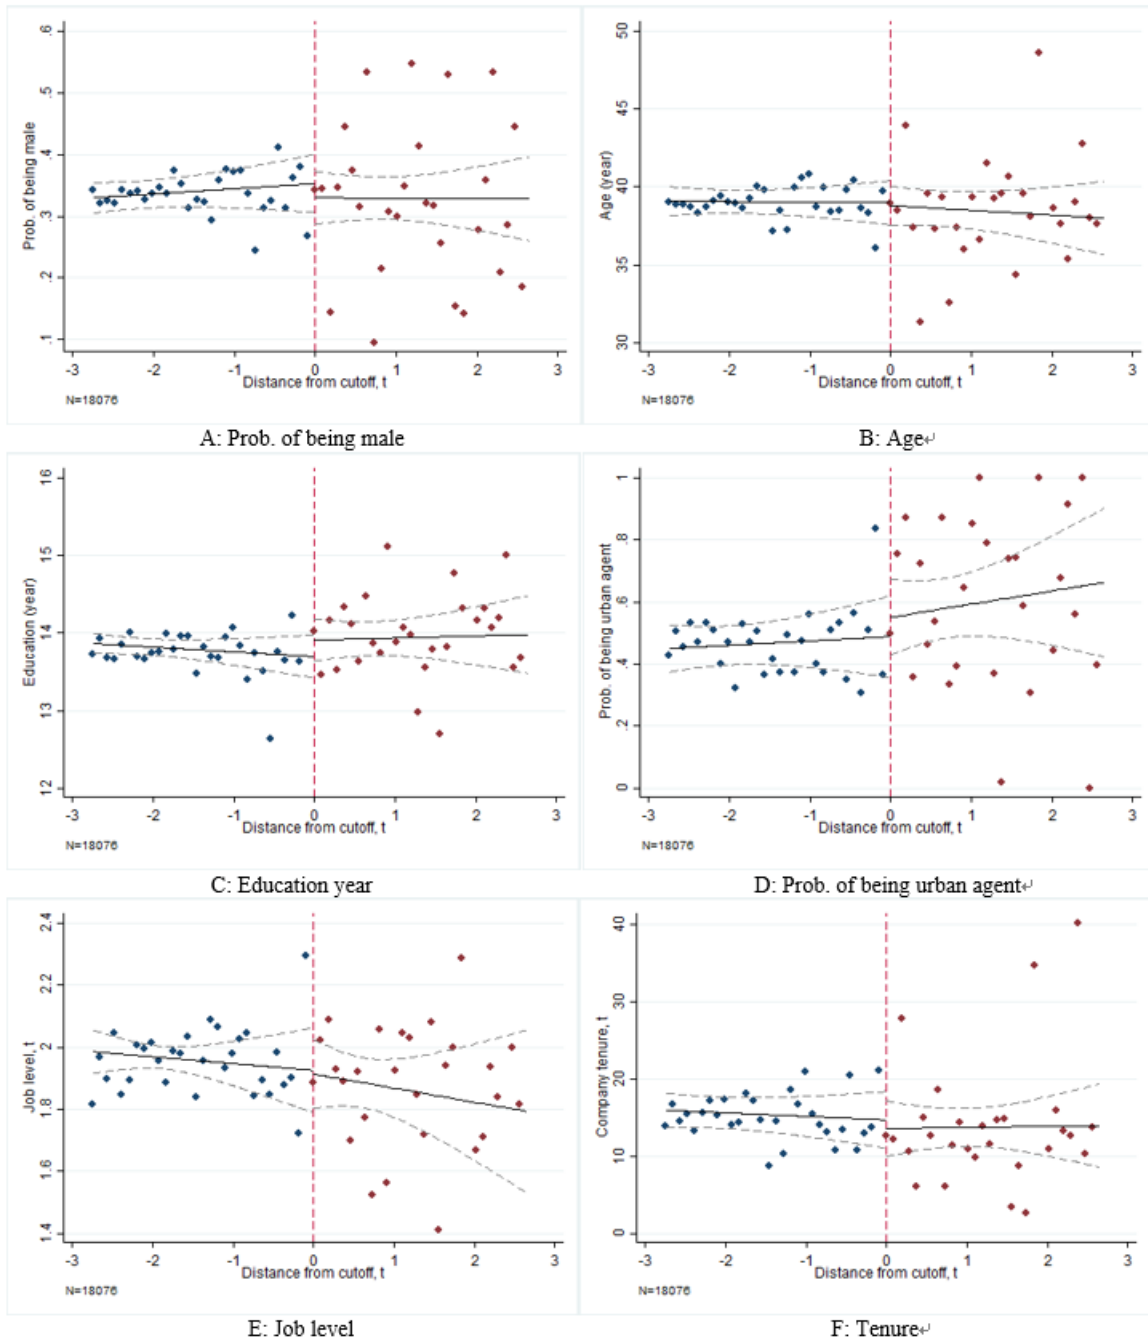 .6
.5
.4
.3
.2
.1
Prob. of being male
-3 -2 -1 0 1 2 3
Distance from cutoff, t
N=18076
A: Prob. of being male
50
45
40
35
30
Age (year)
-3 -2 -1 0 1 2 3
Distance from cutoff, t
N=18076
B: Age↵
16
15
14
13
12
Education (year)
-3 -2 -1 0 1 2 3
Distance from cutoff, t
N=18076
C: Education year
1
.8
.6
.4
.2
0
Prob. of being urban agent
-3 -2 -1 0 1 2 3
Distance from cutoff, t
N=18076
D: Prob. of being urban agent↵
2.4
2.2
2
1.8
1.6
1.4
Job level, t
-3 -2 -1 0 1 2 3
Distance from cutoff, t
N=18076
E: Job level
40
30
20
10
0
Company tenure, t
-3 -2 -1 0 1 2 3
Distance from cutoff, t
N=18076
F: Tenure↵